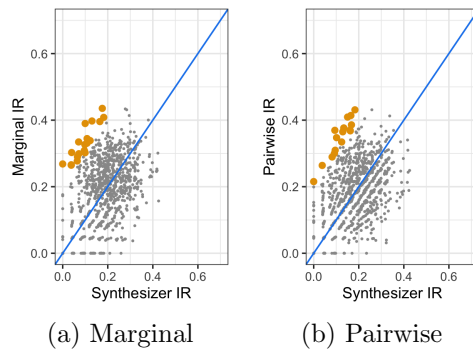 0.6
0.4
0.2
0.0
Marginal IR
0.0 0.2 0.4 0.6
Synthesizer IR
(a) Marginal
0.6
0.4
0.2
0.0
Pairwise IR
0.0 0.2 0.4 0.6
Synthesizer IR
(b) Pairwise